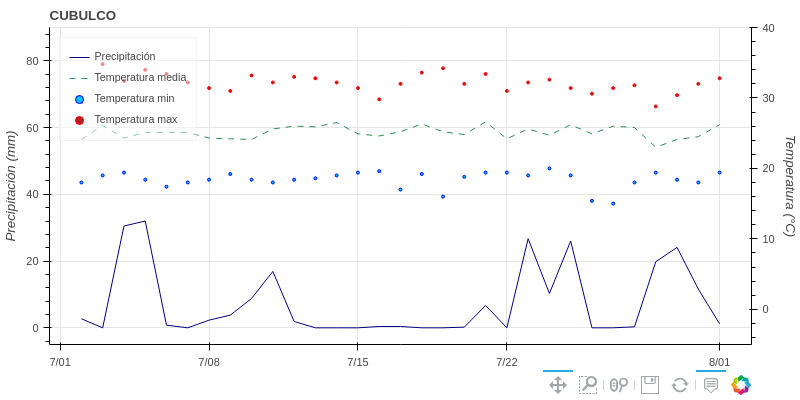 CUBULCO
Precipitación
Temperatura media
Temperatura min
Temperatura max
Precipitación (mm)
80
60
40
20
0
Temperatura (°C)
40
30
20
10
0
7/01
7/08
7/15
7/22
8/01